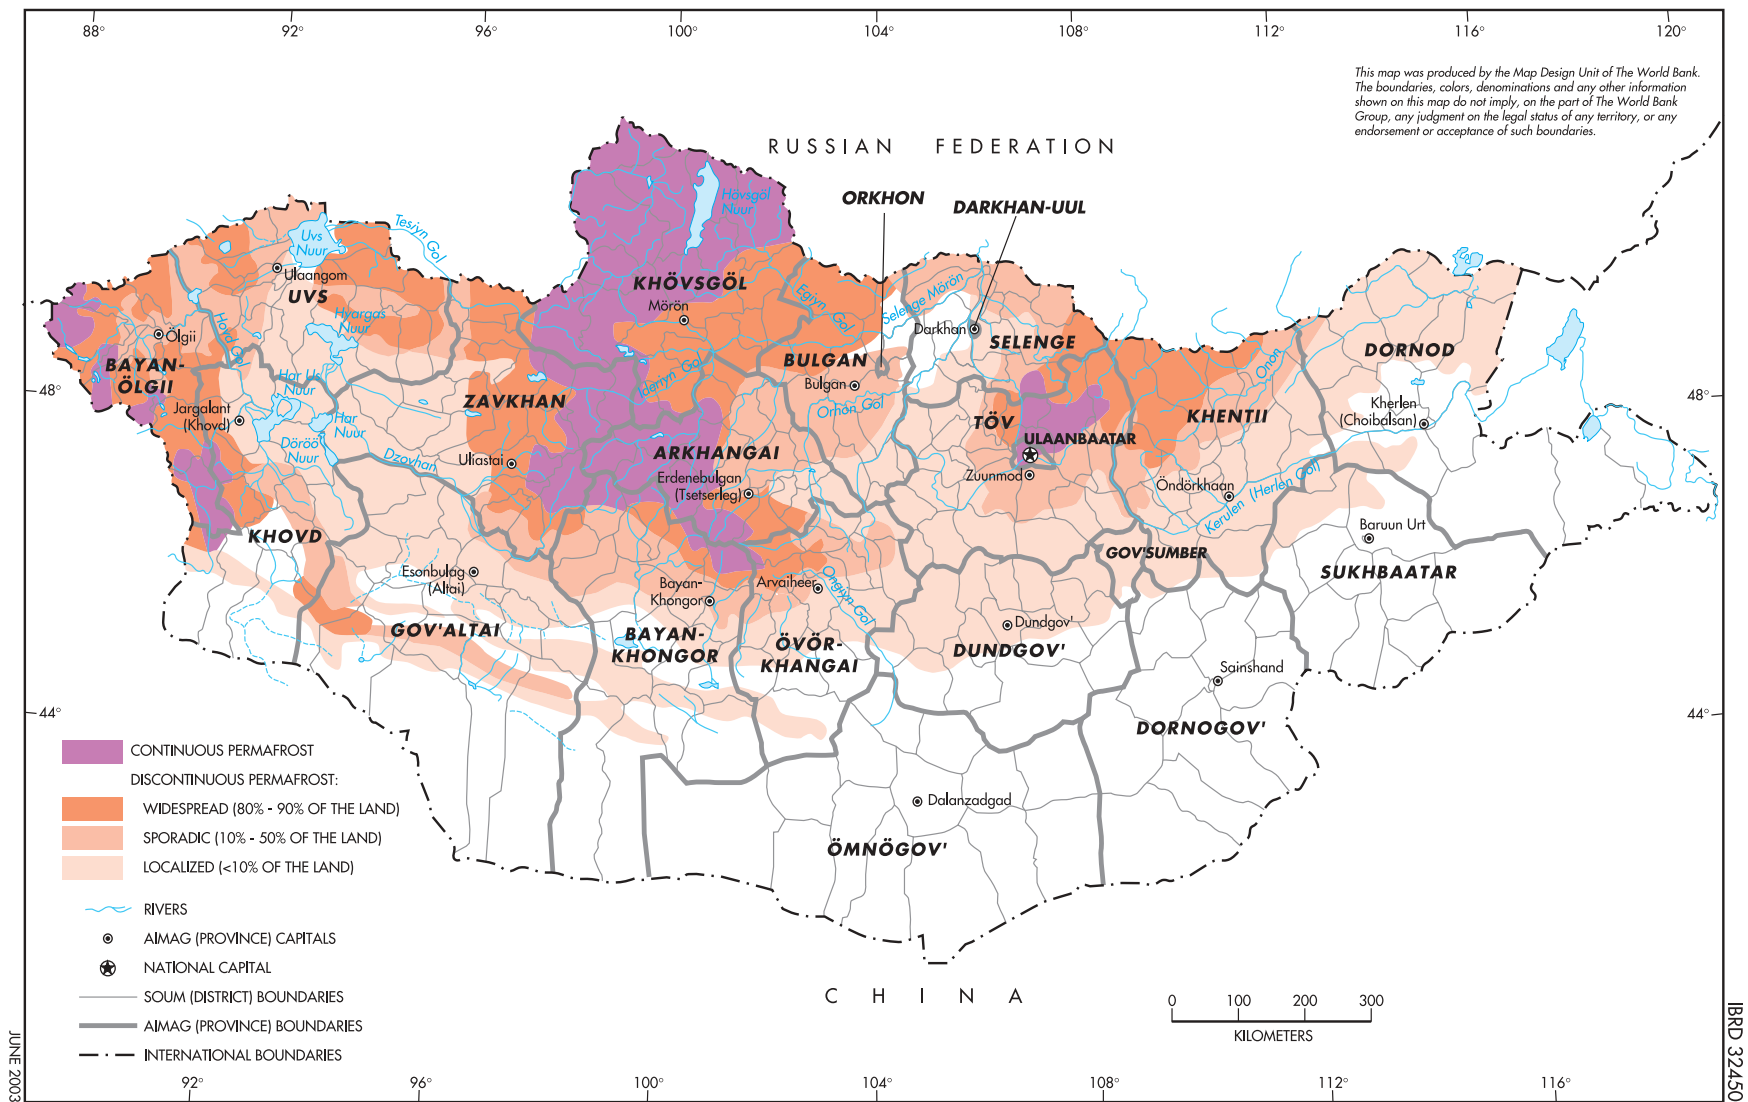 88°
92°
96°
100°
104°
108°
112°
116°
120°
This map was produced by the Map Design Unit of The World Bank.
The boundaries, colors, denominations and any other information
shown on this map do not imply, on the part of The World Bank
Group, any judgment on the legal status of any territory, or any
endorsement or acceptance of such boundaries.
RUSSIAN FEDERATION
ORKHON
DARKHAN-UUL
Hövsgöl
Nuur
Tesiyn Gol
Uvs
Nuur
Ulaangom
UVS
KHÖVSGÖL
Mörön
Egiyn Gol
Selenge Mörön
Darkhan
SELENGE
Hyargas
Nuur
Hovd Gol
Ölgii
BAYAN-
ÖLGII
BULGAN
Bulgan
Orhon Gol
Ideriyn Gol
Onon
DORNOD
48°
48°
Har Us
Nuur
Jargalant
(Khovd)
Har
Nuur
Döröö
Nuur
ZAVKHAN
Dzavhan
Uliastai
ARKHANGAI
Erdenebulgan
(Tsetserleg)
TÖV
ULAANBAATAR
Zuunmod
KHENTII
Kherlen
(Choibalsan)
Öndörkhaan
Kerulen (Herlen Gol)
Baruun Urt
SUKHBAATAR
KHOVD
Esonbulag
(Altai)
GOV'SUMBER
Bayan-
Khongor
Arvaiheer
Ongiyn Gol
GOV'ALTAI
BAYAN-
KHONGOR
ÖVÖR-
KHANGAI
Dundgov'
DUNDGOV'
Sainshand
DORNOGOV'
44°
44°
Dalanzadgad
ÖMNÖGOV'
CHINA
CONTINUOUS PERMAFROST
DISCONTINUOUS PERMAFROST:
WIDESPREAD (80% - 90% OF THE LAND)
SPORADIC (10% - 50% OF THE LAND)
LOCALIZED (<10% OF THE LAND)
RIVERS
AIMAG (PROVINCE) CAPITALS
NATIONAL CAPITAL
SOUM (DISTRICT) BOUNDARIES
AIMAG (PROVINCE) BOUNDARIES
INTERNATIONAL BOUNDARIES
0 100 200 300
KILOMETERS
JUNE 2003
IBRD 32450
92°
96°
100°
104°
108°
112°
116°